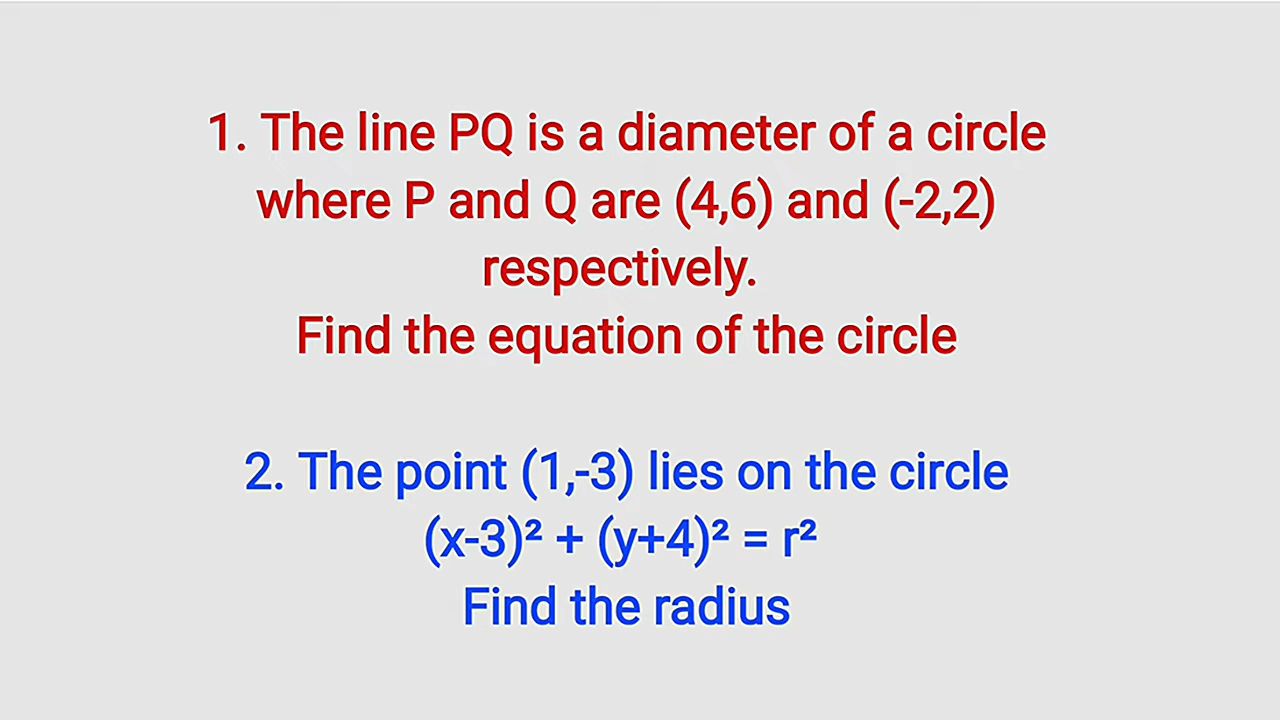 1. The line PQ is a diameter of a circle
where P and Q are (4,6) and (-2,2)
respectively.
Find the equation of the circle
2. The point (1,-3) lies on the circle
(x-3)² + (y+4)² = r²
Find the radius